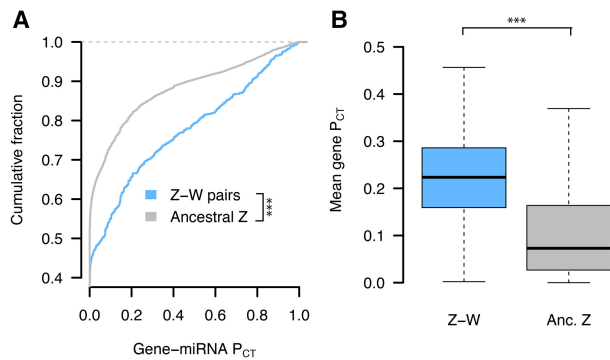 A
Cumulative fraction
1.0
0.9
0.8
0.7
0.6
0.5
0.4
Z−W pairs
Ancestral Z
***
0.0 0.2 0.4 0.6 0.8 1.0
Gene−miRNA PCT
B
***
Mean gene PCT
0.5
0.4
0.3
0.2
0.1
0.0
Z−W Anc. Z